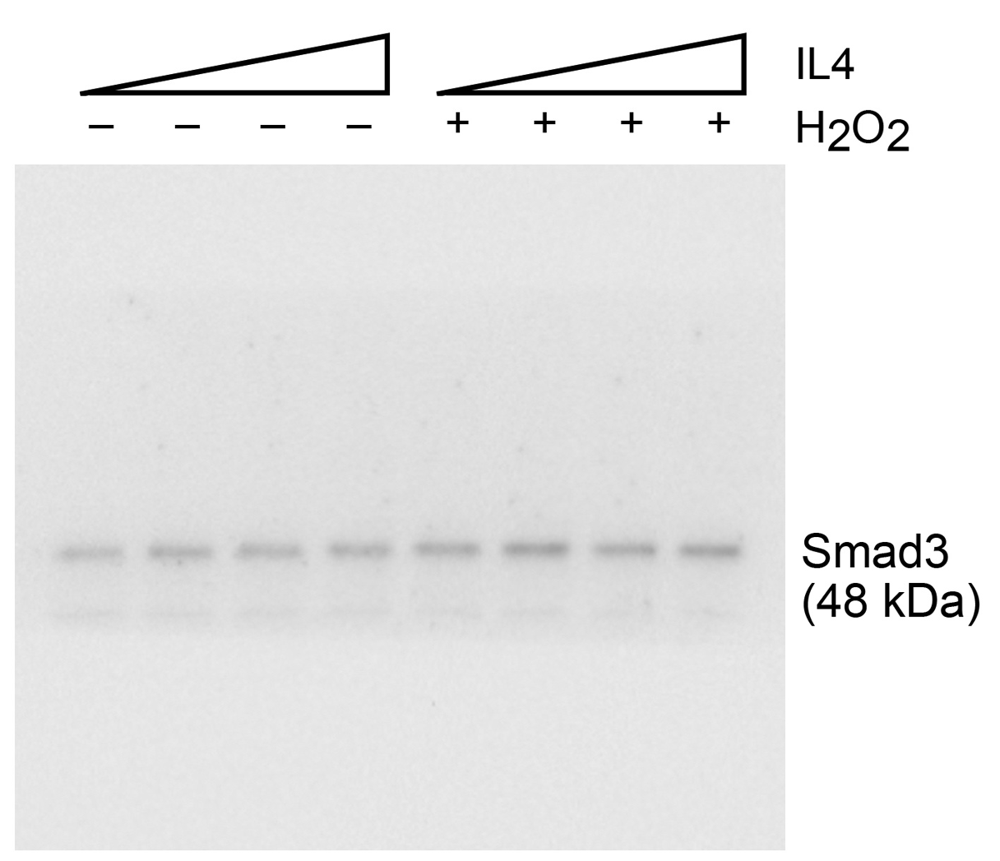 IL4
− − − − + + + + H2O2
Smad3
(48 kDa)